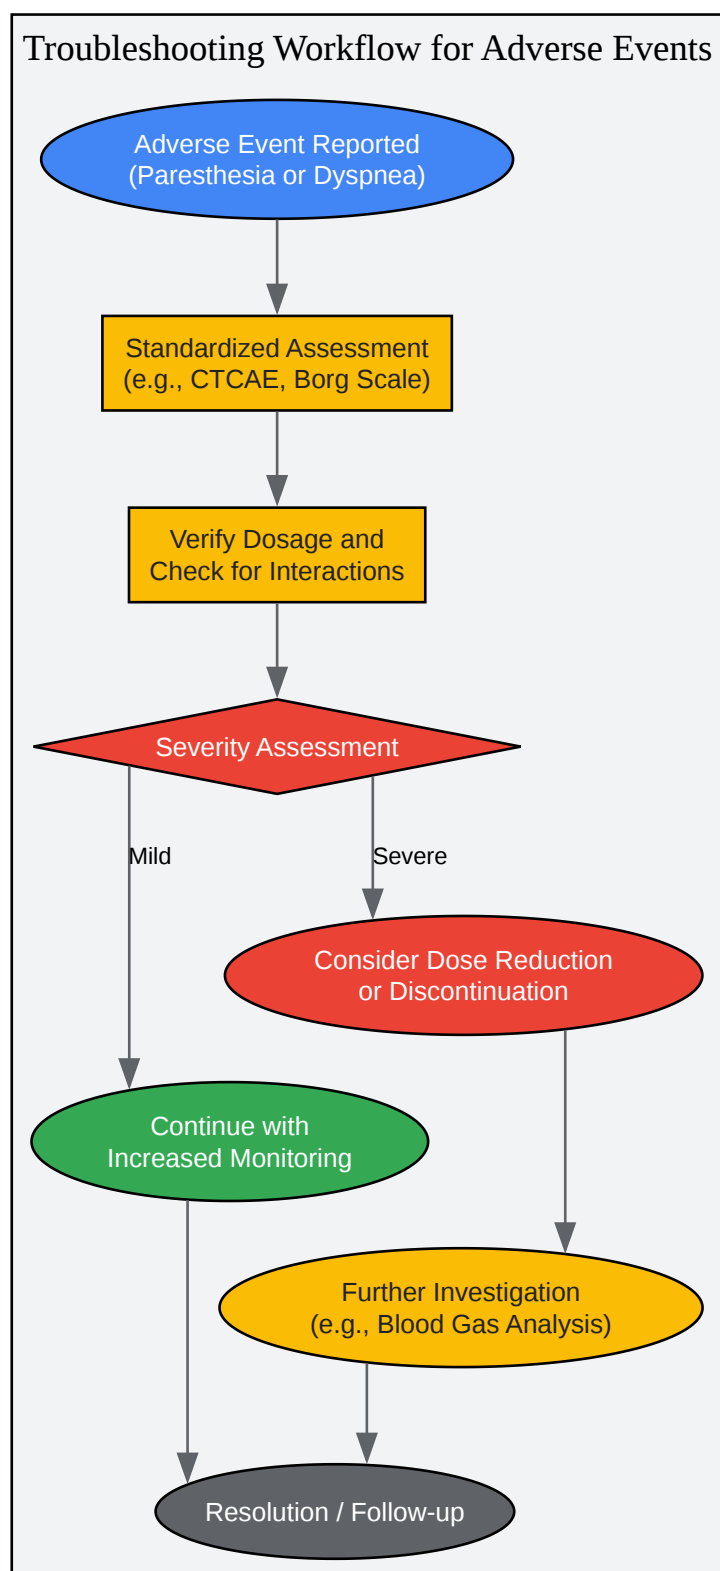 Troubleshooting Workflow for Adverse Events
Adverse Event Reported
(Paresthesia or Dyspnea)
Standardized Assessment
(e.g., CTCAE, Borg Scale)
Verify Dosage and
Check for Interactions
Severity Assessment
Mild
Severe
Consider Dose Reduction
or Discontinuation
Continue with
Increased Monitoring
Further Investigation
(e.g., Blood Gas Analysis)
Resolution / Follow-up